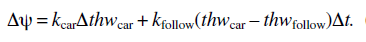 Δψ = k_car Δthw_car + k_follow (thw_car – thw_follow)Δt.